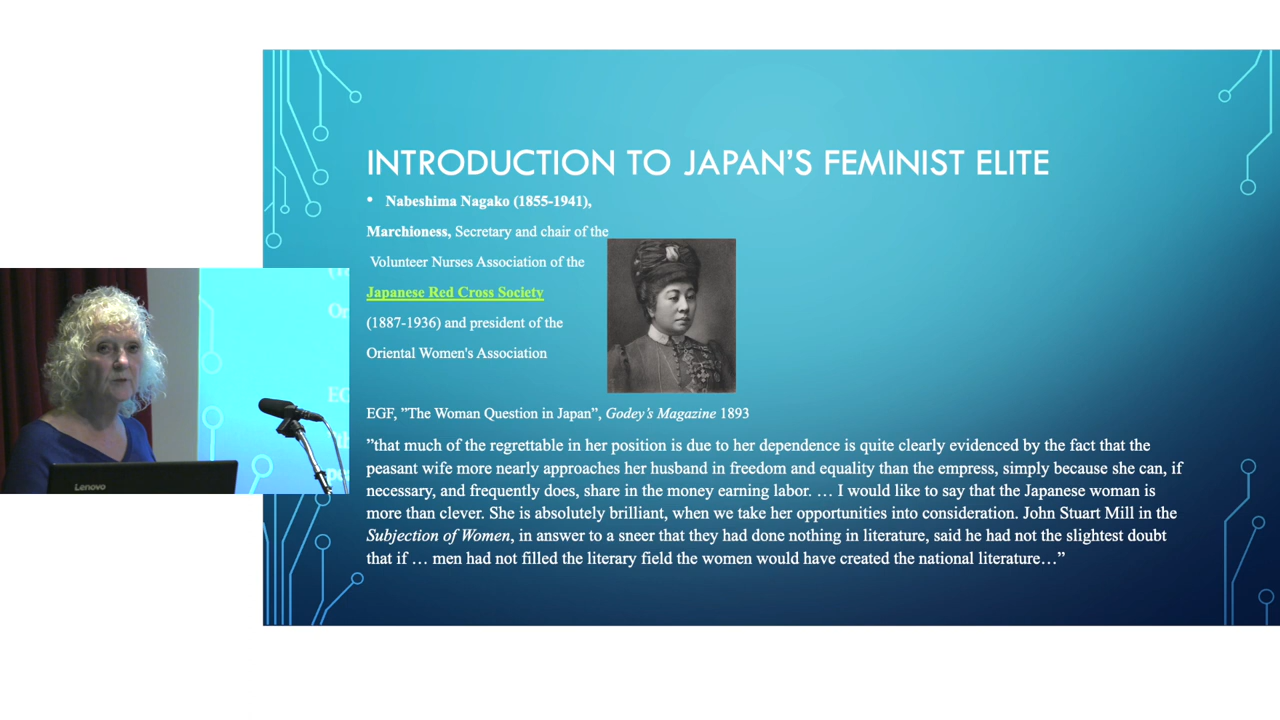 INTRODUCTION TO JAPAN'S FEMINIST ELITE
• Nabeshima Nagako (1855-1941),
Marchioness, Secretary and chair of the
Volunteer Nurses Association of the
Japanese Red Cross Society
(1887-1936) and president of the
Oriental Women's Association
EGF, ”The Woman Question in Japan”, Godey's Magazine 1893
”that much of the regrettable in her position is due to her dependence is quite clearly evidenced by the fact that the
peasant wife more nearly approaches her husband in freedom and equality than the empress, simply because she can, if
necessary, and frequently does, share in the money earning labor. … I would like to say that the Japanese woman is
more than clever. She is absolutely brilliant, when we take her opportunities into consideration. John Stuart Mill in the
Subjection of Women, in answer to a sneer that they had done nothing in literature, said he had not the slightest doubt
that if … men had not filled the literary field the women would have created the national literature…”
Lenovo